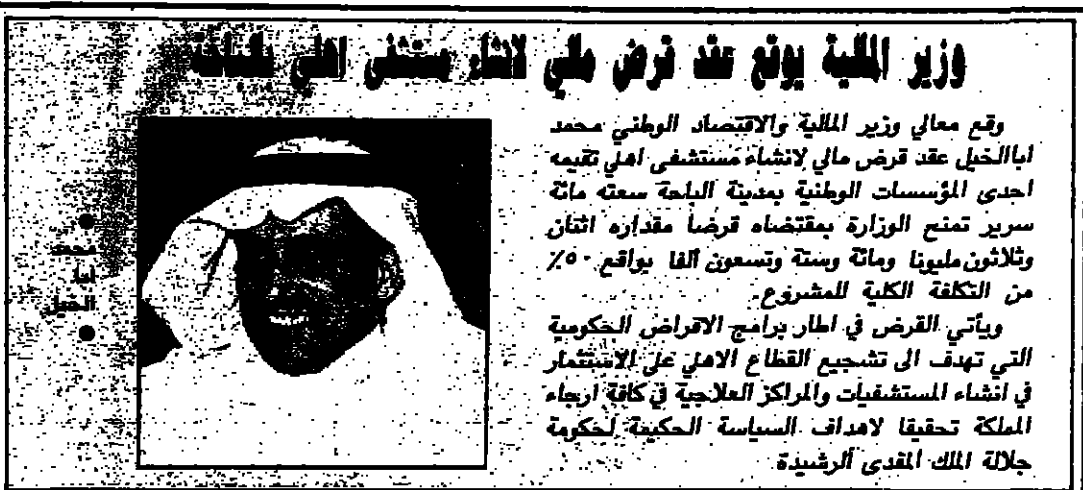 وزير المالية يوقع عقد قرض مالي لانشاء مستشفى اهلي بالباحة
وقع معالي وزير المالية والاقتصاد الوطني محمد
اباالخيل عقد قرض مالي لانشاء مستشفى اهلي تقيمه
احدى المؤسسات الوطنية بمدينة الباحة سعته مائة
سرير تمنح الوزارة بمقتضاه قرضا مقداره اثنان
وثلاثون مليونا ومائة وستة وتسعون ألفا بواقع ٥٠٪
من التكلفة الكلية للمشروع.
ويأتي القرض في اطار برامج الاقراض الحكومية
التي تهدف الى تشجيع القطاع الاهلي على الاستثمار
في انشاء المستشفيات والمراكز العلاجية في كافة ارجاء
المملكة تحقيقا لاهداف السياسة الحكيمة لحكومة
جلالة الملك المفدى الرشيدة.
● محمد
ابا
الخيل ●